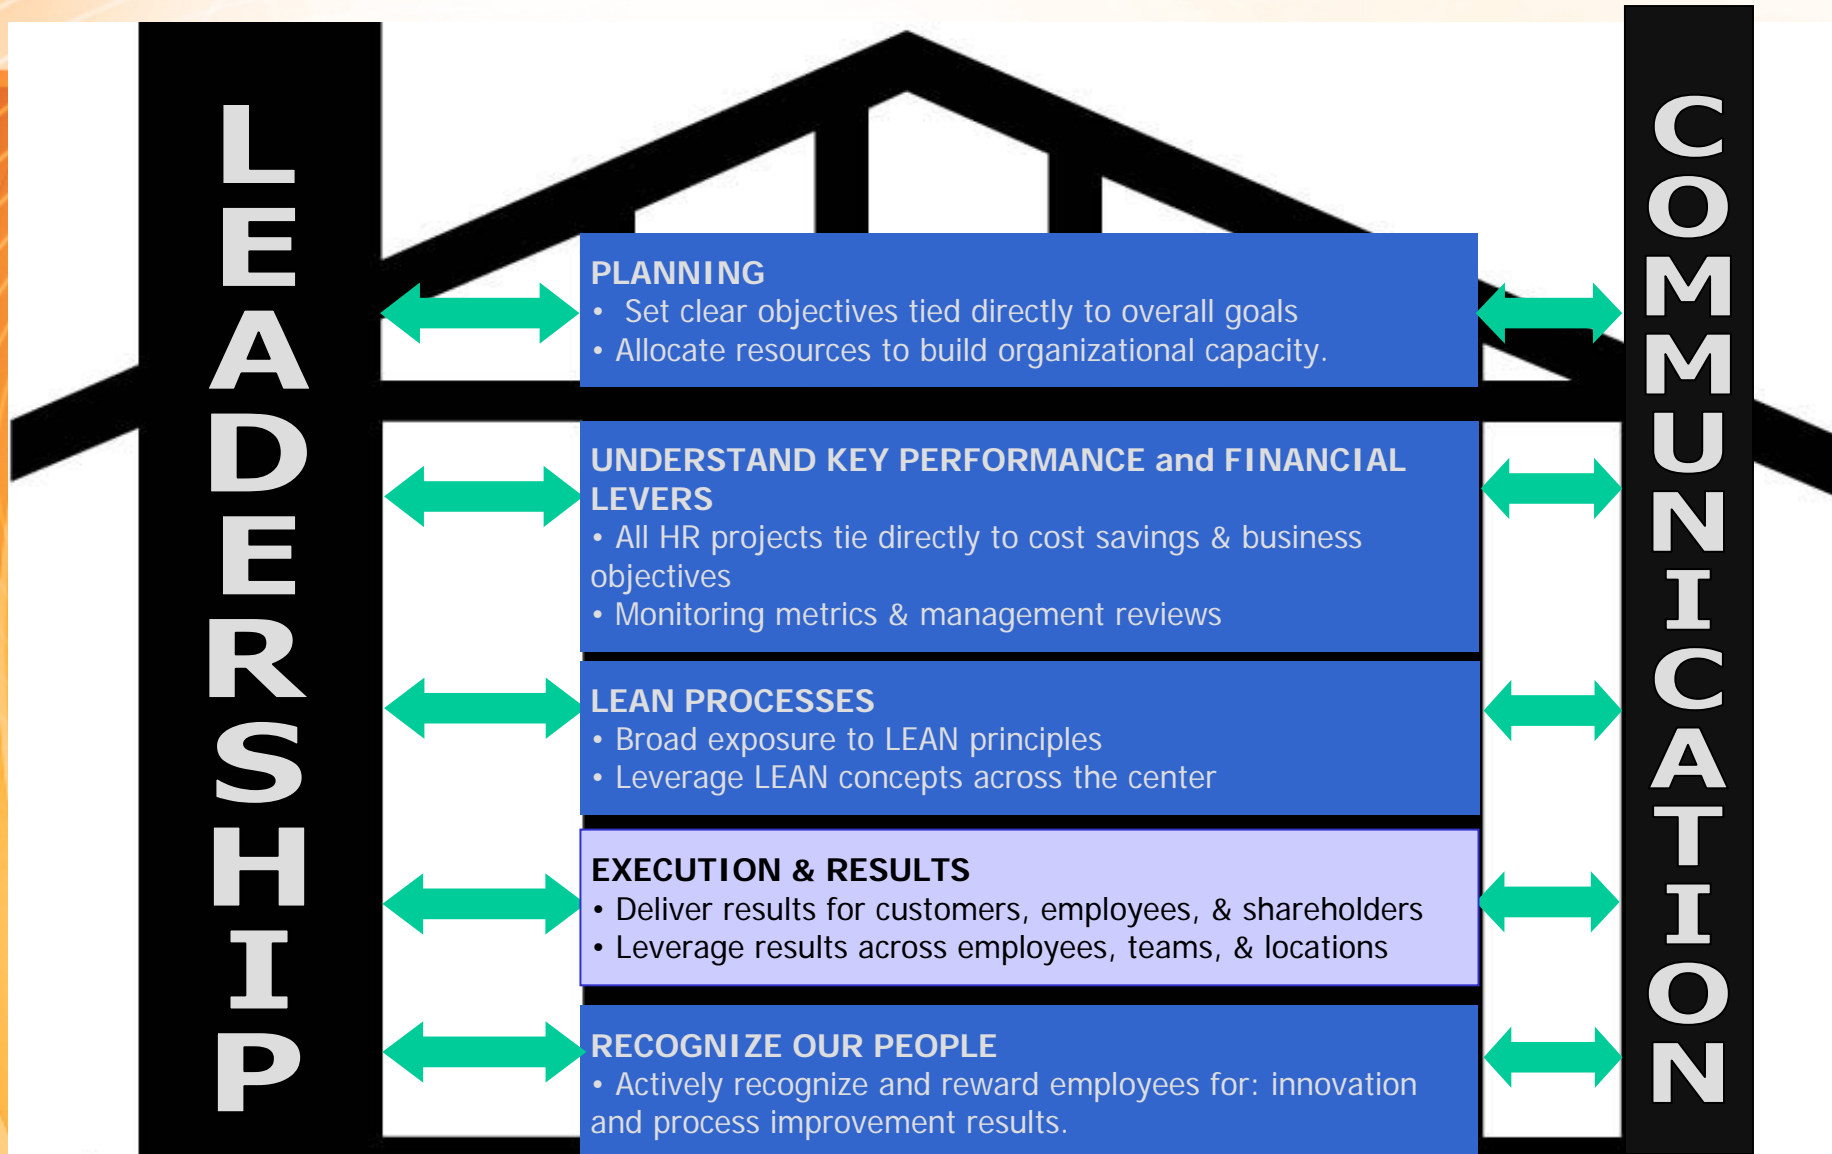 LEADERSHIP
PLANNING
• Set clear objectives tied directly to overall goals
• Allocate resources to build organizational capacity.
UNDERSTAND KEY PERFORMANCE and FINANCIAL
LEVERS
• All HR projects tie directly to cost savings & business
objectives
• Monitoring metrics & management reviews
LEAN PROCESSES
• Broad exposure to LEAN principles
• Leverage LEAN concepts across the center
EXECUTION & RESULTS
• Deliver results for customers, employees, & shareholders
• Leverage results across employees, teams, & locations
RECOGNIZE OUR PEOPLE
• Actively recognize and reward employees for: innovation
and process improvement results.
COMMUNICATION